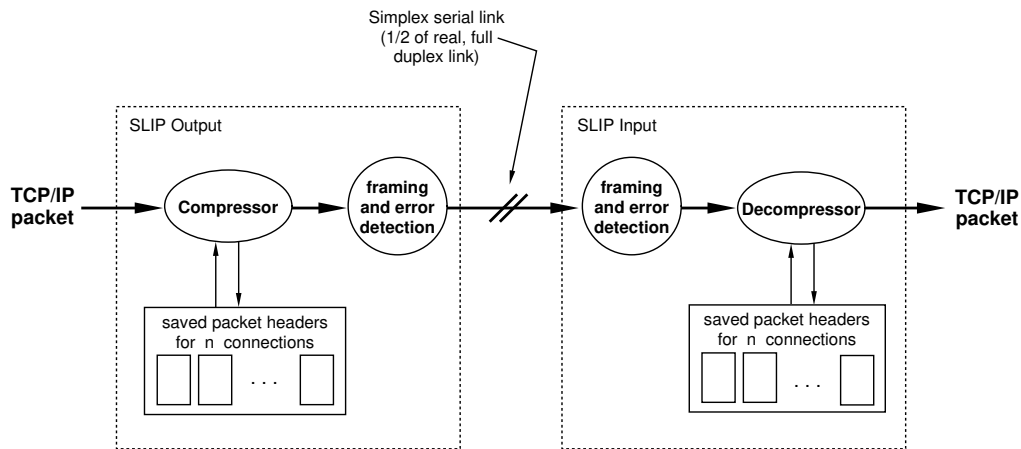 Simplex serial link
(1/2 of real, full
duplex link)
SLIP Output
TCP/IP
packet
Compressor
framing
and error
detection
saved packet headers
for n connections
. . .
SLIP Input
framing
and error
detection
Decompressor
TCP/IP
packet
saved packet headers
for n connections
. . .